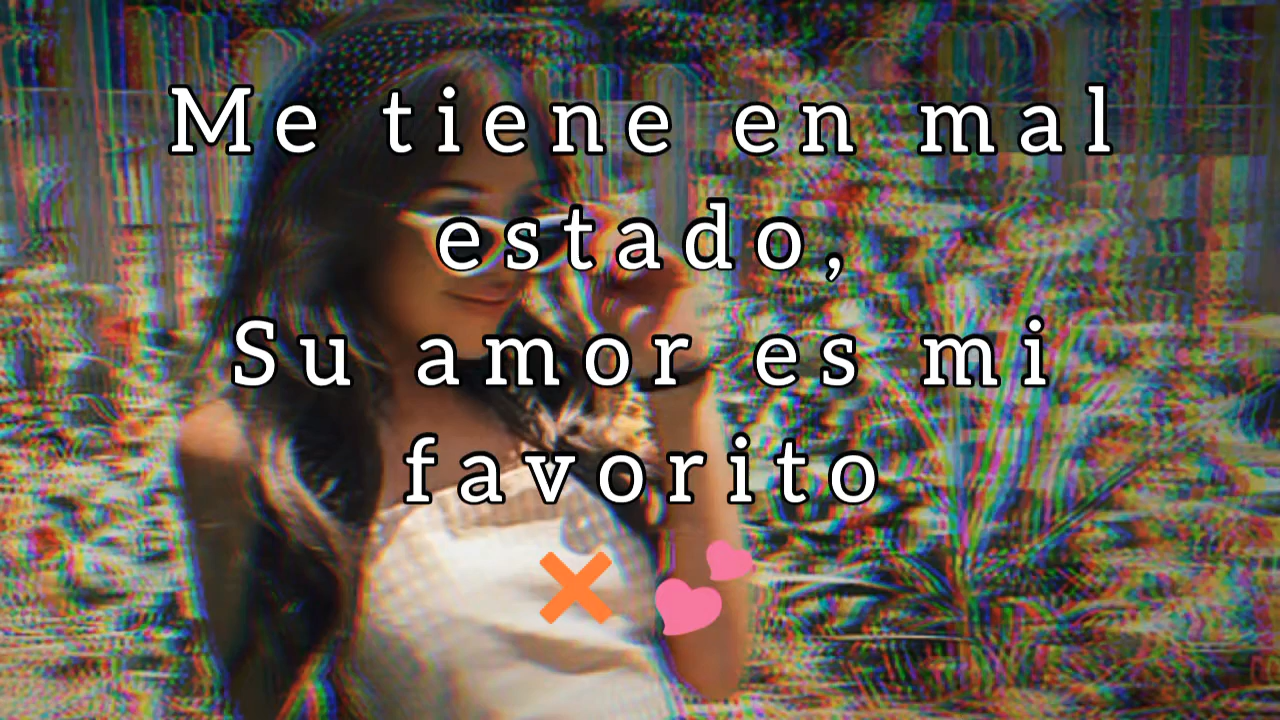 Me tiene en mal
estado,
Su amor es mi
favorito
❌💕